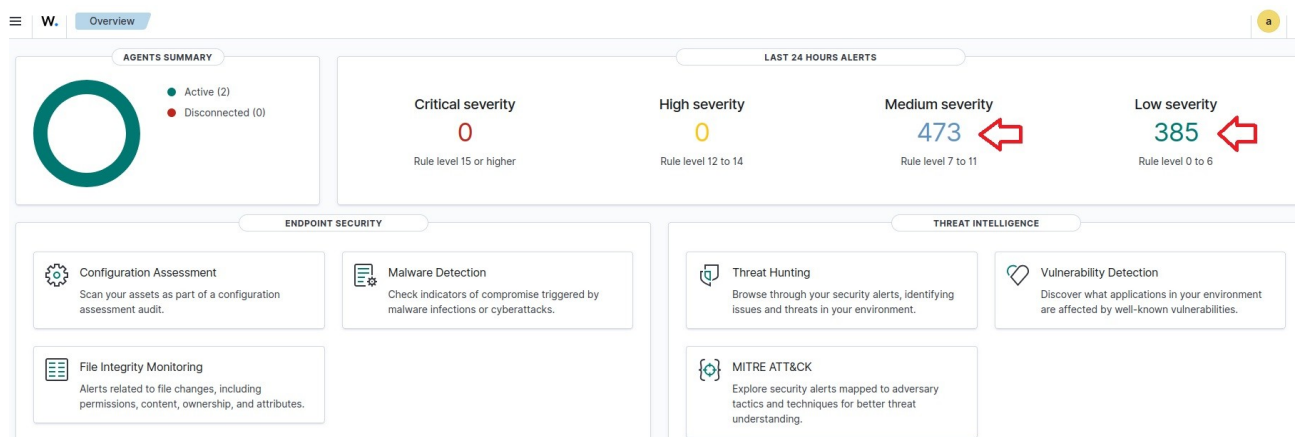 W. Overview a
AGENTS SUMMARY
Active (2)
Disconnected (0)
LAST 24 HOURS ALERTS
Critical severity
0
Rule level 15 or higher
High severity
0
Rule level 12 to 14
Medium severity
473
Rule level 7 to 11
Low severity
385
Rule level 0 to 6
ENDPOINT SECURITY
Configuration Assessment
Scan your assets as part of a configuration
assessment audit.
Malware Detection
Check indicators of compromise triggered by
malware infections or cyberattacks.
File Integrity Monitoring
Alerts related to file changes, including
permissions, content, ownership, and attributes.
THREAT INTELLIGENCE
Threat Hunting
Browse through your security alerts, identifying
issues and threats in your environment.
Vulnerability Detection
Discover what applications in your environment
are affected by well-known vulnerabilities.
MITRE ATT&CK
Explore security alerts mapped to adversary
tactics and techniques for better threat
understanding.